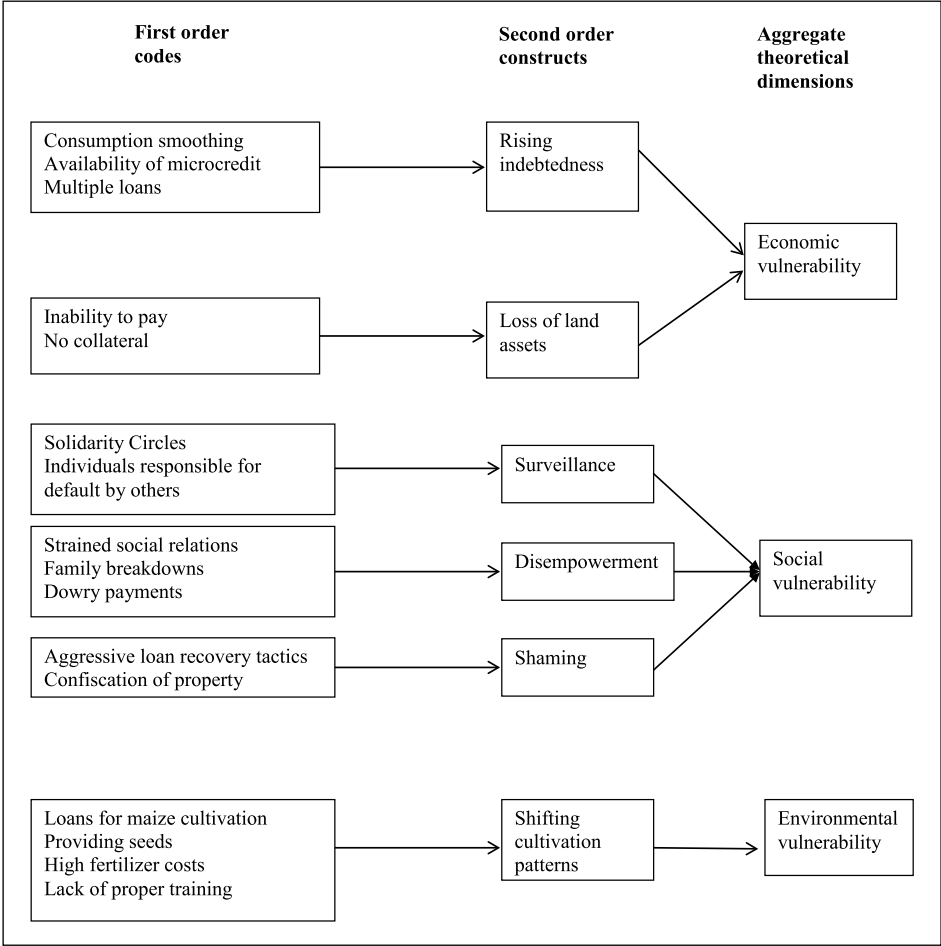 First order
codes
Second order
constructs
Aggregate
theoretical
dimensions
Consumption smoothing
Availability of microcredit
Multiple loans
Rising
indebtedness
Economic
vulnerability
Inability to pay
No collateral
Loss of land
assets
Solidarity Circles
Individuals responsible for
default by others
Surveillance
Strained social relations
Family breakdowns
Dowry payments
Disempowerment
Social
vulnerability
Aggressive loan recovery tactics
Confiscation of property
Shaming
Loans for maize cultivation
Providing seeds
High fertilizer costs
Lack of proper training
Shifting
cultivation
patterns
Environmental
vulnerability